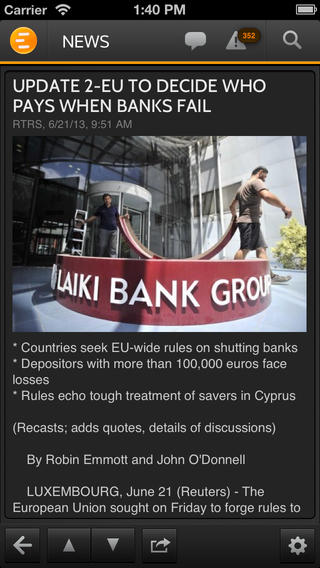 Carrier 1:40 PM
NEWS 352
UPDATE 2-EU TO DECIDE WHO
PAYS WHEN BANKS FAIL
RTRS, 6/21/13, 9:51 AM
LAIKI BANK GROUP
* Countries seek EU-wide rules on shutting banks
* Depositors with more than 100,000 euros face
losses
* Rules echo tough treatment of savers in Cyprus
(Recasts; adds quotes, details of discussions)
By Robin Emmott and John O'Donnell
LUXEMBOURG, June 21 (Reuters) - The
European Union sought on Friday to forge rules to